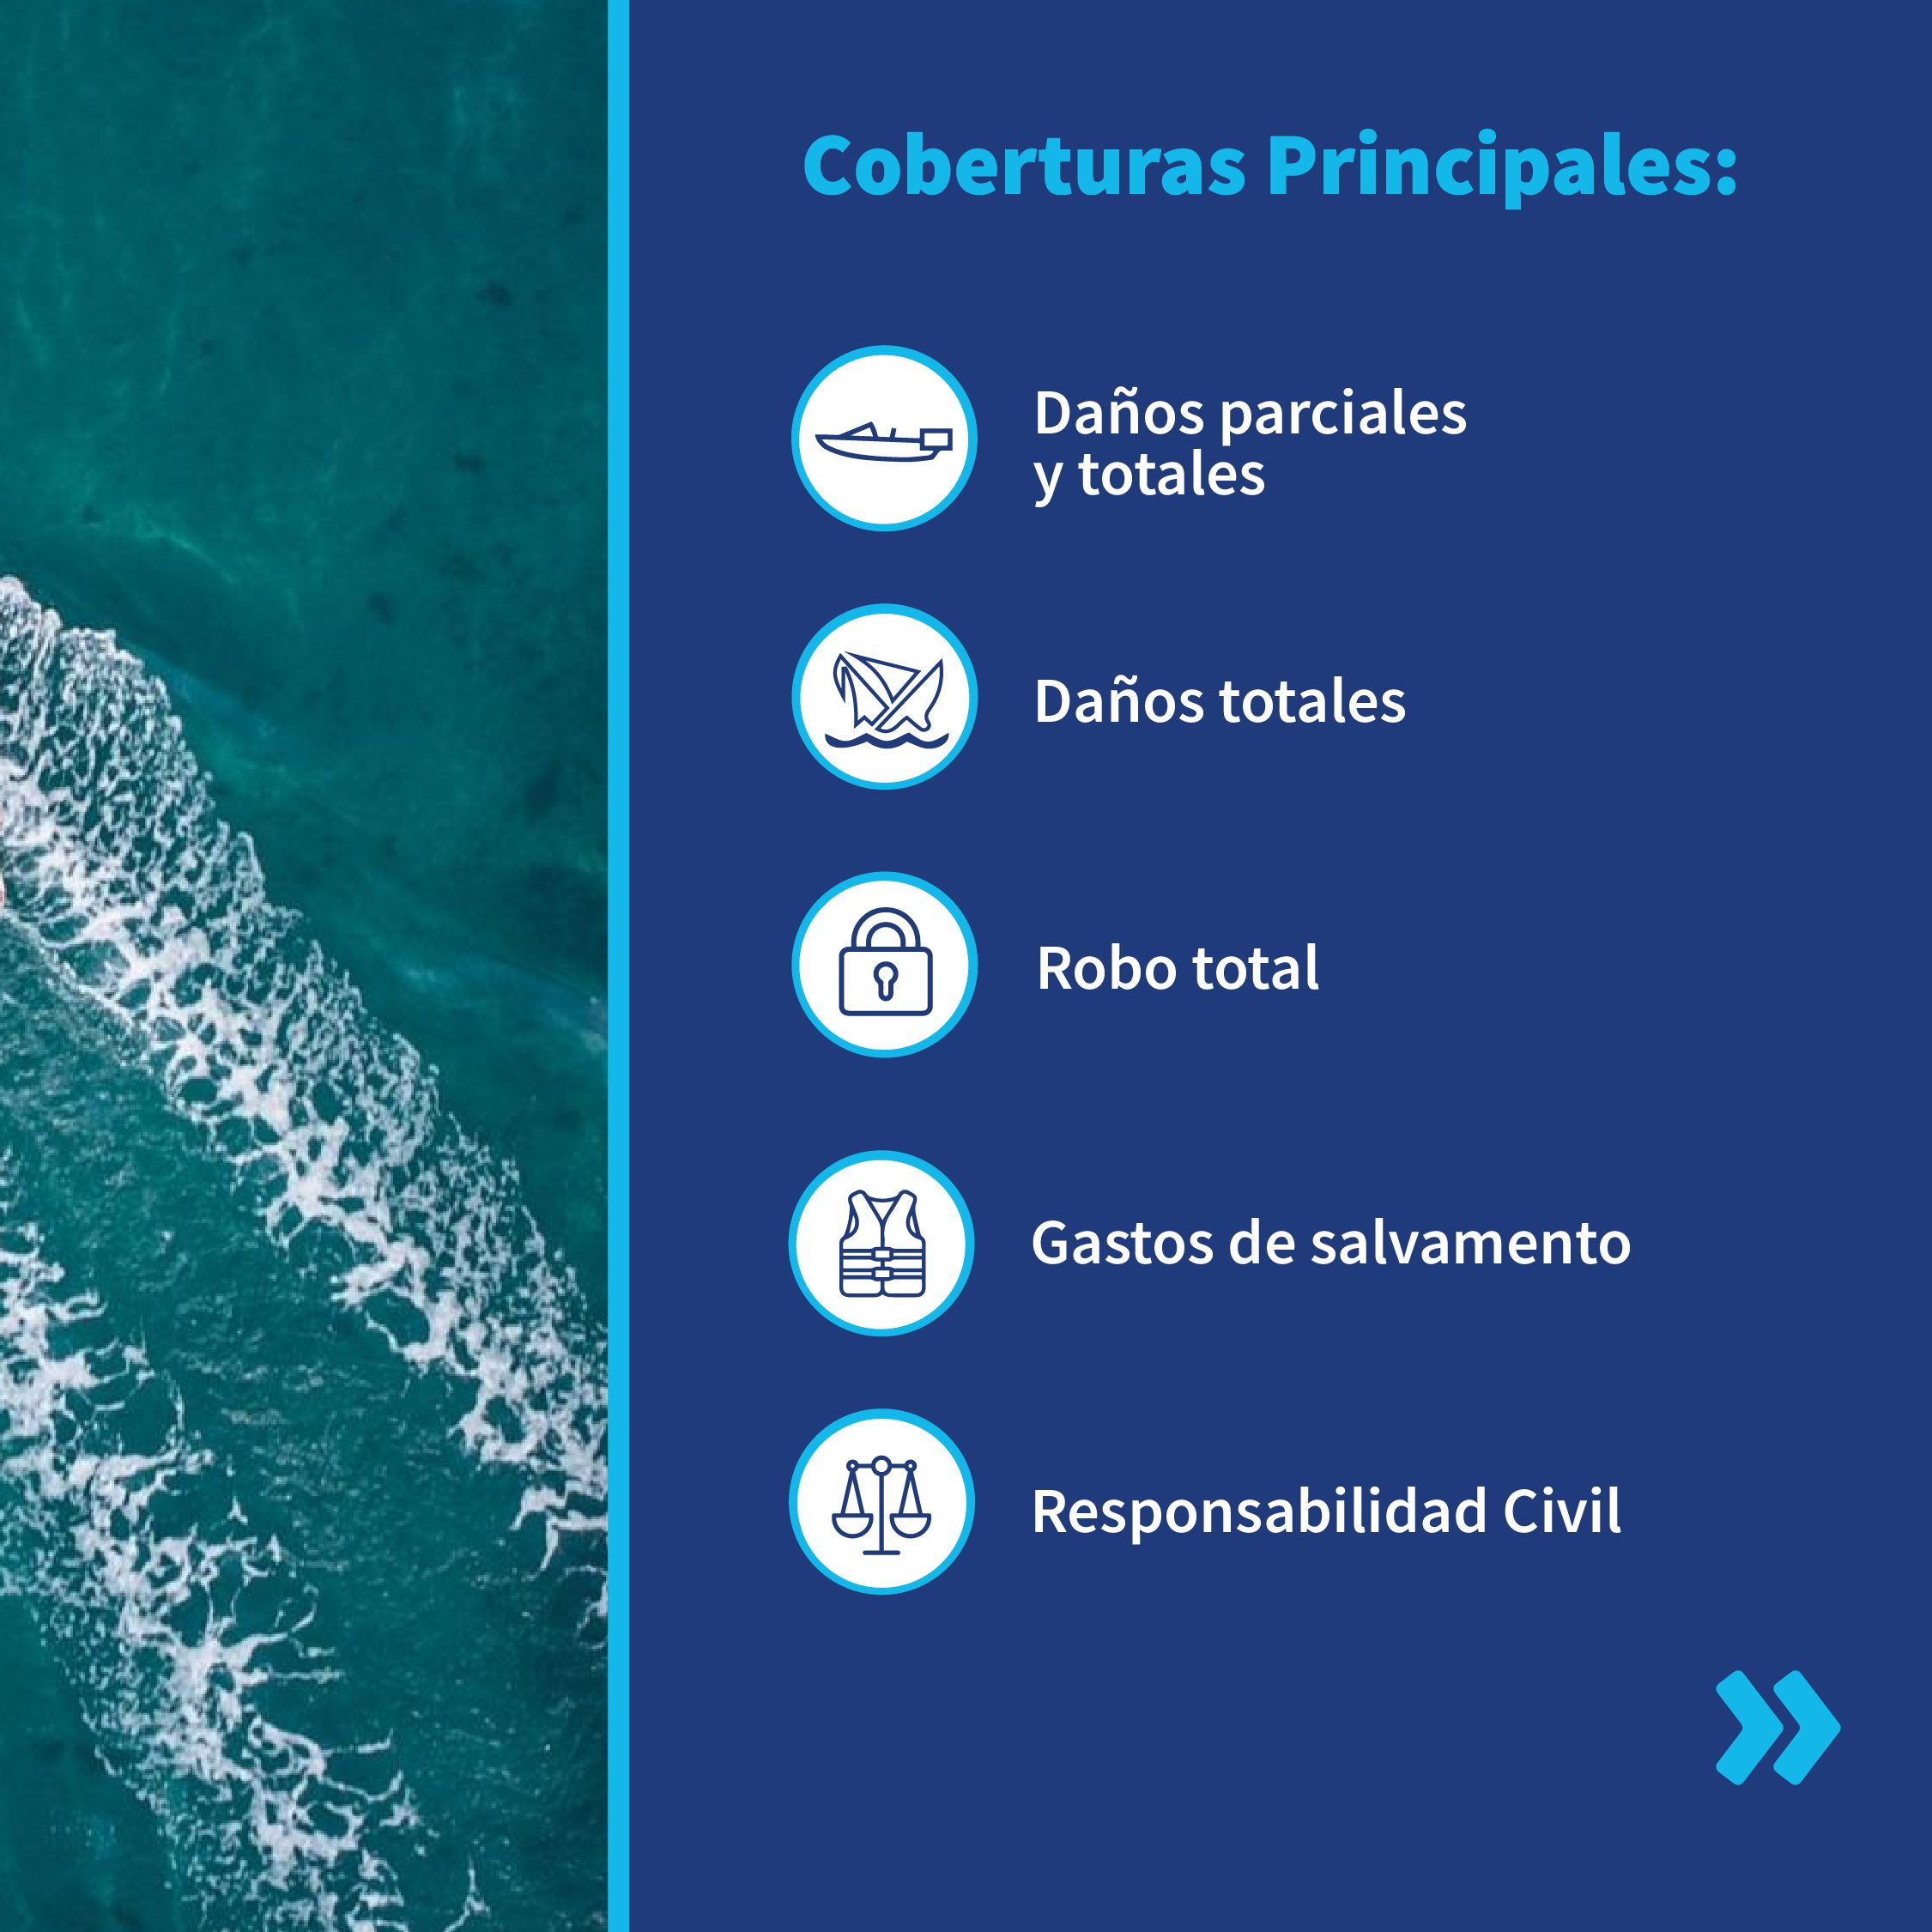 Coberturas Principales:
Daños parciales
y totales
Daños totales
Robo total
Gastos de salvamento
Responsabilidad Civil